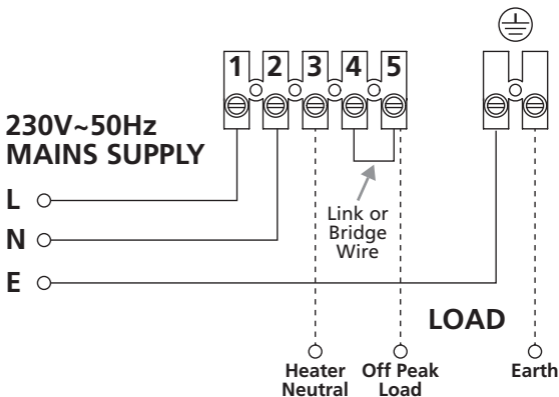 1 2 3 4 5
230V~50Hz
MAINS SUPPLY
L
N
E
Link or
Bridge
Wire
LOAD
Heater
Neutral
Off Peak
Load
Earth